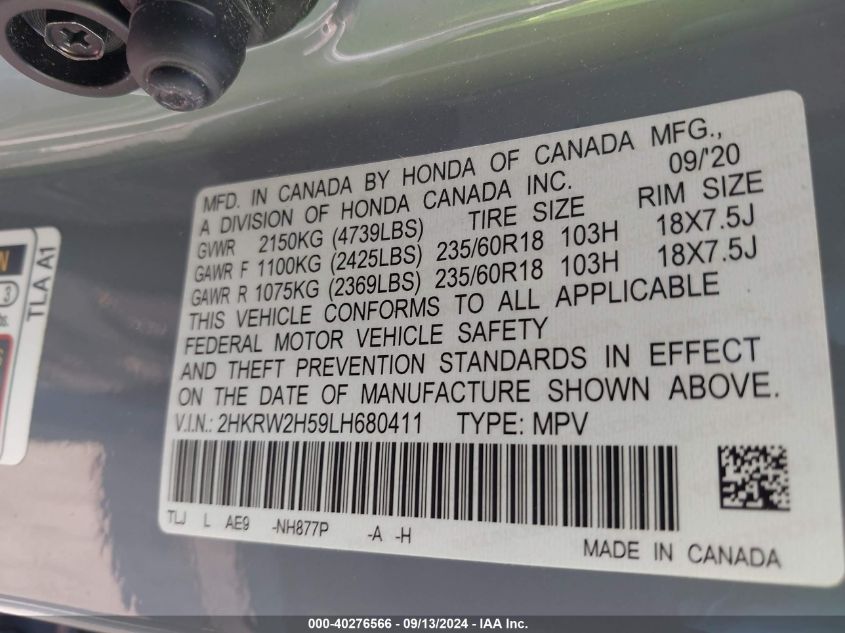 MFD. IN CANADA BY HONDA OF CANADA MFG.,
A DIVISION OF HONDA CANADA INC. 09/'20
GVWR 2150KG (4739LBS) TIRE SIZE RIM SIZE
GAWR F 1100KG (2425LBS) 235/60R18 103H 18X7.5J
GAWR R 1075KG (2369LBS) 235/60R18 103H 18X7.5J
THIS VEHICLE CONFORMS TO ALL APPLICABLE
FEDERAL MOTOR VEHICLE SAFETY
AND THEFT PREVENTION STANDARDS IN EFFECT
ON THE DATE OF MANUFACTURE SHOWN ABOVE.
V.I.N.: 2HKRW2H59LH680411 TYPE: MPV
TLJ L AE9 -NH877P -A -H
MADE IN CANADA
TLA A1
3
000-40276566 - 09/13/2024 - IAA Inc.